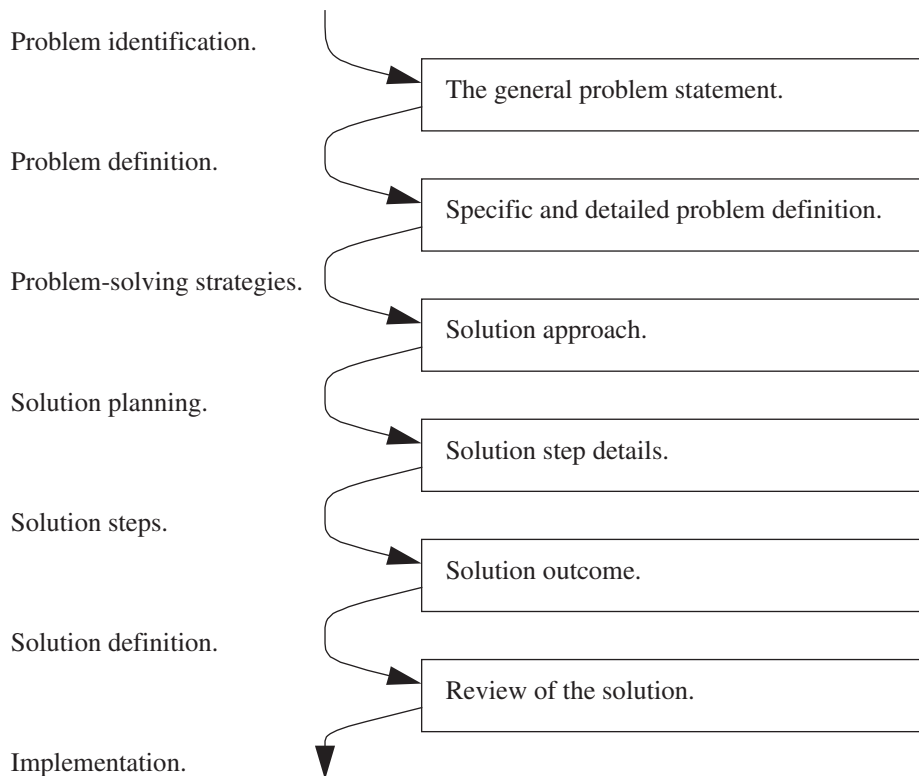 Problem identification.
The general problem statement.
Problem definition.
Specific and detailed problem definition.
Problem-solving strategies.
Solution approach.
Solution planning.
Solution step details.
Solution steps.
Solution outcome.
Solution definition.
Review of the solution.
Implementation.